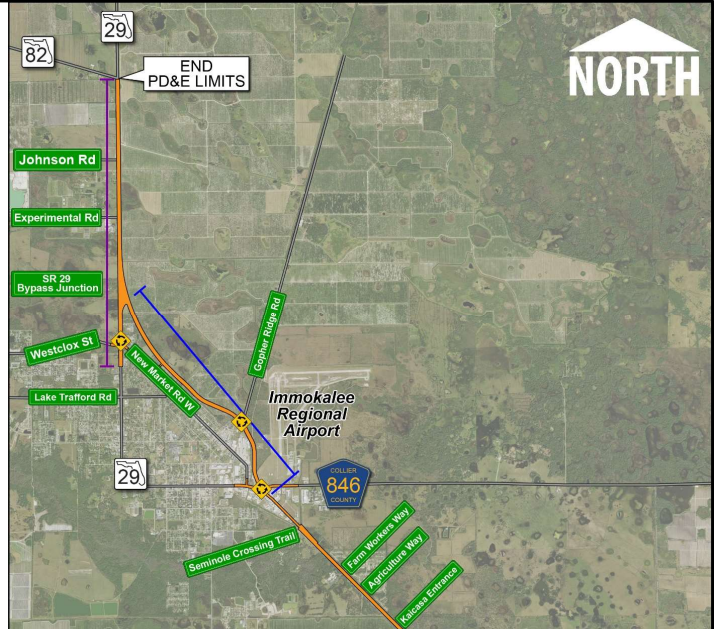 29
82
END
PD&E LIMITS
NORTH
Johnson Rd
Experimental Rd
SR 29
Bypass Junction
Gopher Ridge Rd
Westclox St
New Market Rd W
Lake Trafford Rd
Immokalee
Regional
Airport
29
COLLIER
846
COUNTY
Seminole Crossing Trail
Farm Workers Way
Agriculture Way
Kaicasa Entrance